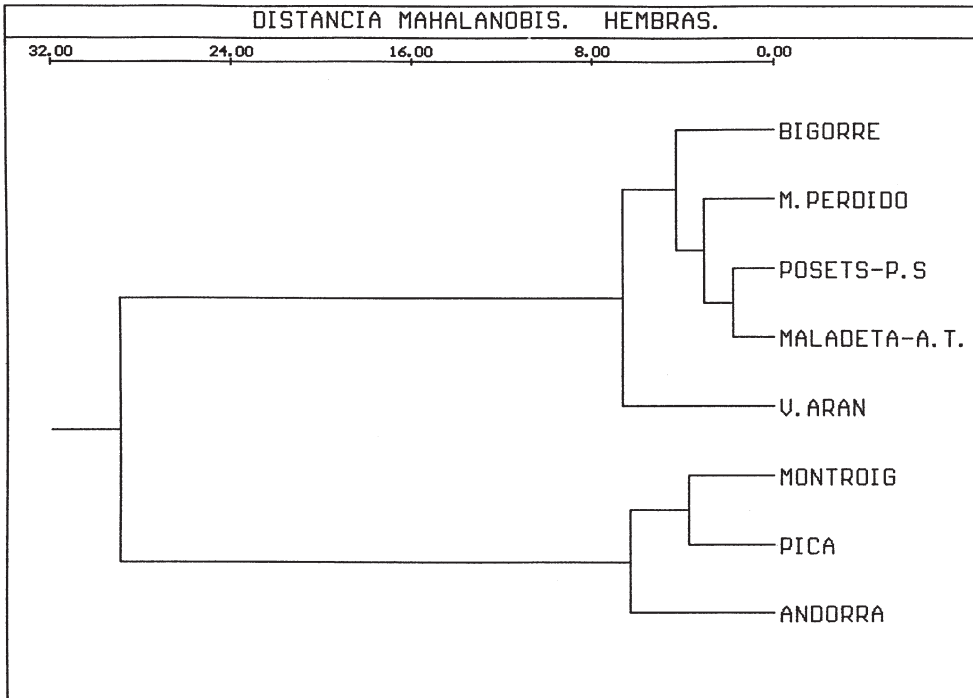 DISTANCIA MAHALANOBIS. HEMBRAS.
32.00 24.00 16.00 8.00 0.00
BIGORRE
M.PERDIDO
POSETS-P.S
MALADETA-A.T.
V.ARAN
MONTROIG
PICA
ANDORRA